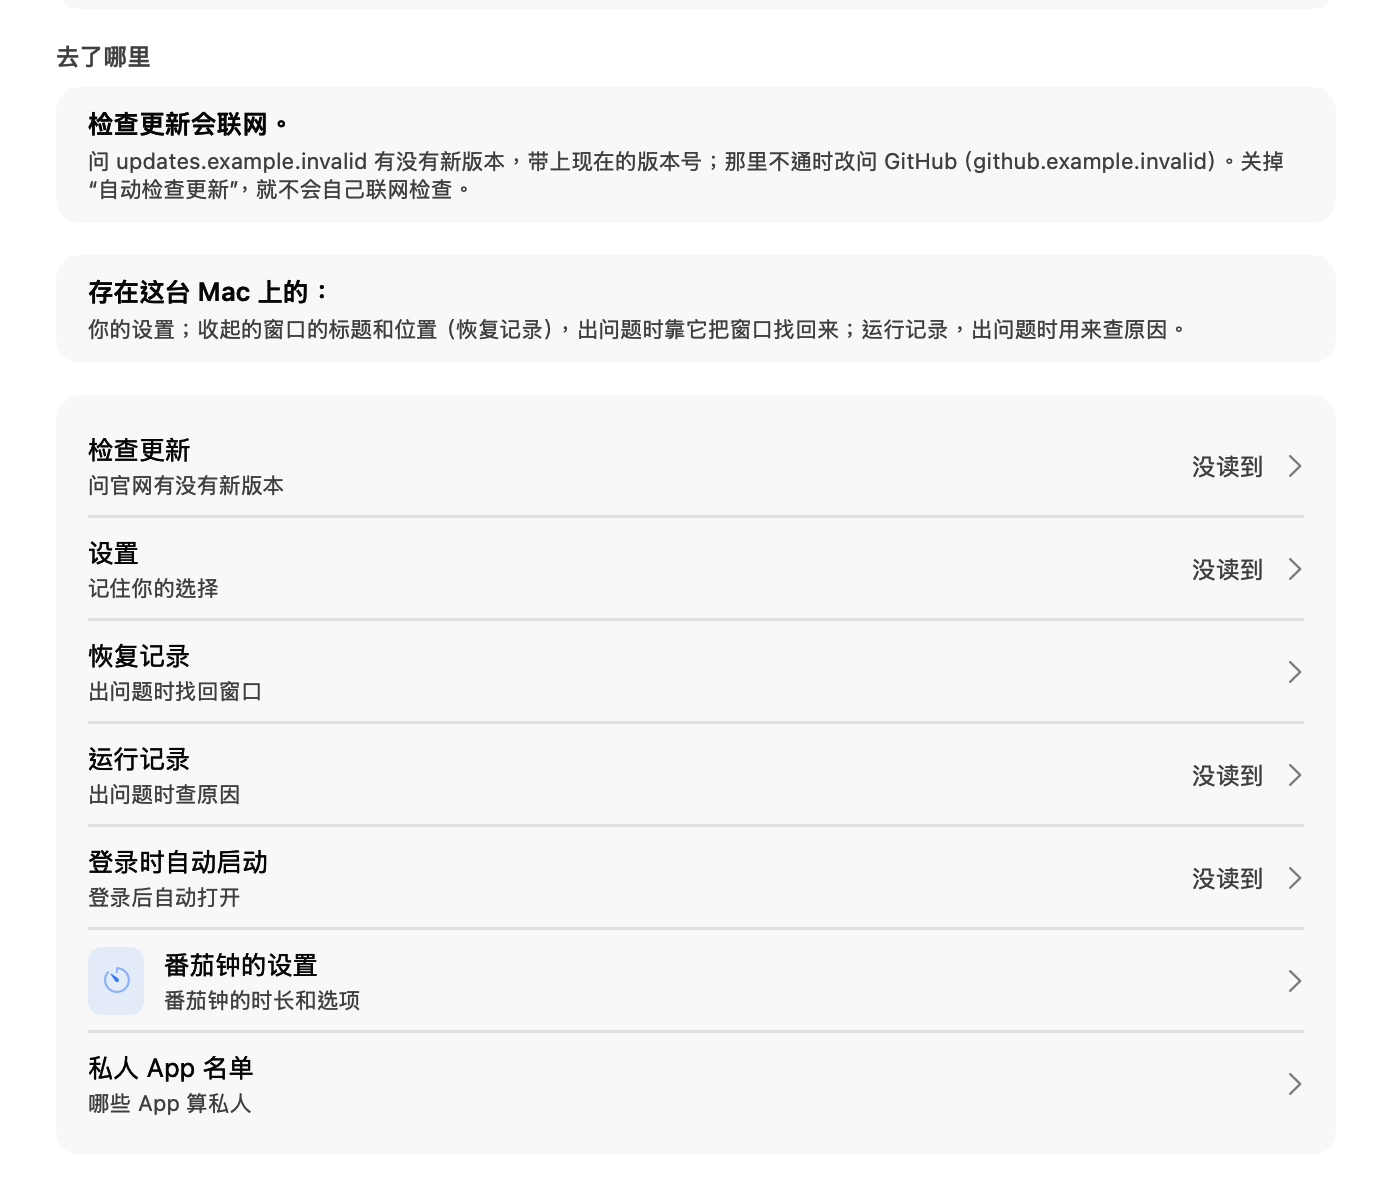 去了哪里
检查更新会联网。
问 updates.example.invalid 有没有新版本，带上现在的版本号；那里不通时改问 GitHub（github.example.invalid）。关掉
“自动检查更新”，就不会自己联网检查。
存在这台 Mac 上的：
你的设置；收起的窗口的标题和位置（恢复记录），出问题时靠它把窗口找回来；运行记录，出问题时用来查原因。
检查更新
问官网有没有新版本
没读到
设置
记住你的选择
没读到
恢复记录
出问题时找回窗口
运行记录
出问题时查原因
没读到
登录时自动启动
登录后自动打开
没读到
番茄钟的设置
番茄钟的时长和选项
私人 App 名单
哪些 App 算私人